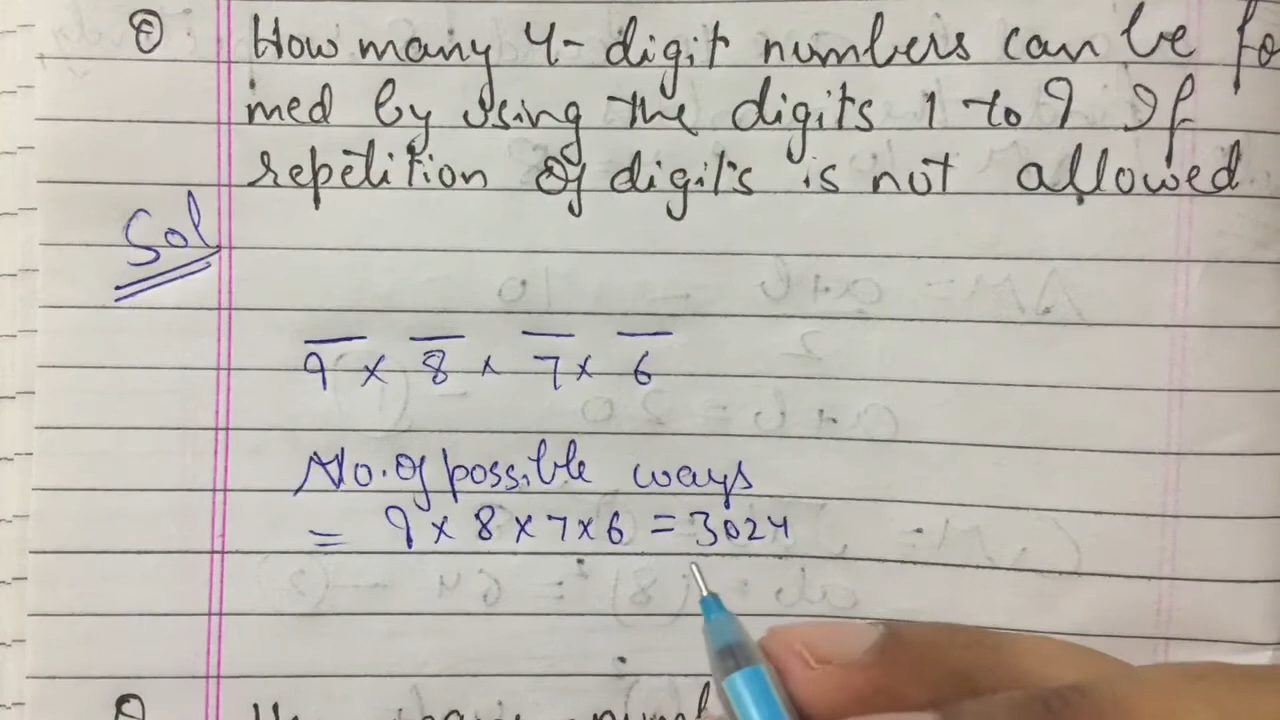 Q How many 4-digit numbers can be fo
med by using the digits 1 to 9 If
repetition of digits is not allowed
Sol
9 × 8 × 7 × 6
No. of possible ways
= 9 × 8 × 7 × 6 = 3024